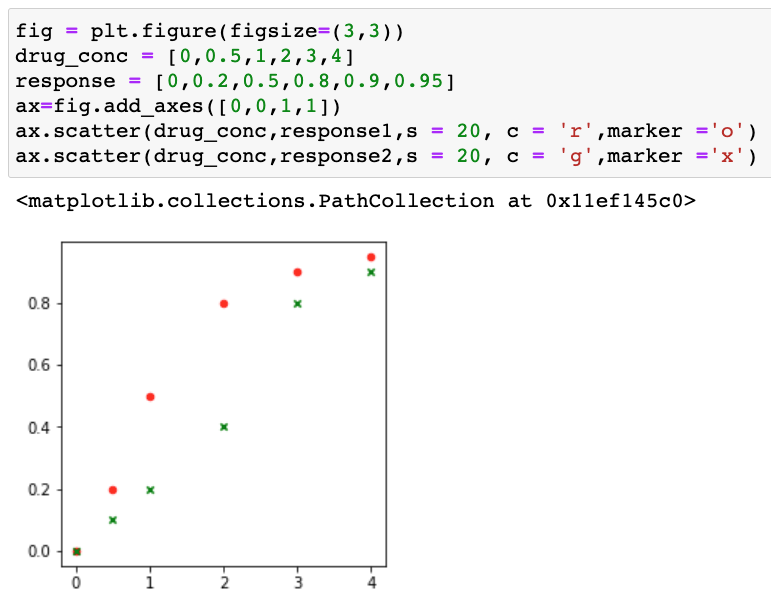 fig = plt.figure(figsize=(3,3))
drug_conc = [0,0.5,1,2,3,4]
response = [0,0.2,0.5,0.8,0.9,0.95]
ax=fig.add_axes([0,0,1,1])
ax.scatter(drug_conc,response1,s = 20, c = 'r',marker ='o')
ax.scatter(drug_conc,response2,s = 20, c = 'g',marker ='x')
<matplotlib.collections.PathCollection at 0x11ef145c0>
0.8
0.6
0.4
0.2
0.0
0 1 2 3 4